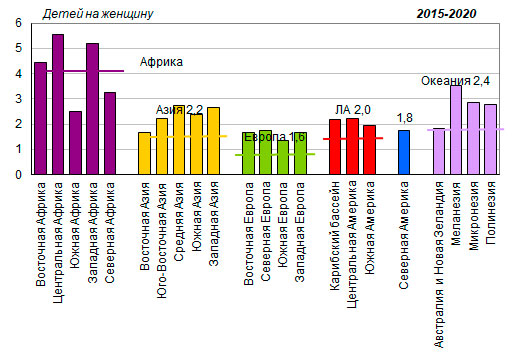 Детей на женщину
2015-2020
6
5
4
3
2
1
0
Африка
Азия 2,2
Европа 1,6
ЛА 2,0
1,8
Океания 2,4
Восточная Африка
Центральная Африка
Южная Африка
Западная Африка
Северная Африка
Восточная Азия
Юго-Восточная Азия
Средняя Азия
Южная Азия
Западная Азия
Восточная Европа
Северная Европа
Южная Европа
Западная Европа
Карибский бассейн
Центральная Америка
Южная Америка
Северная Америка
Австралия и Новая Зеландия
Меланезия
Микронезия
Полинезия